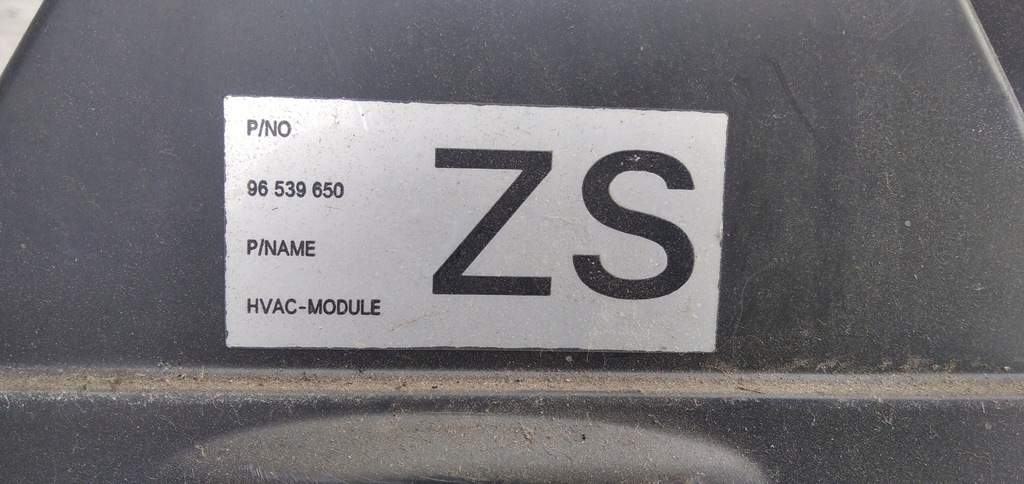 P/NO
96 539 650
P/NAME
HVAC-MODULE
ZS